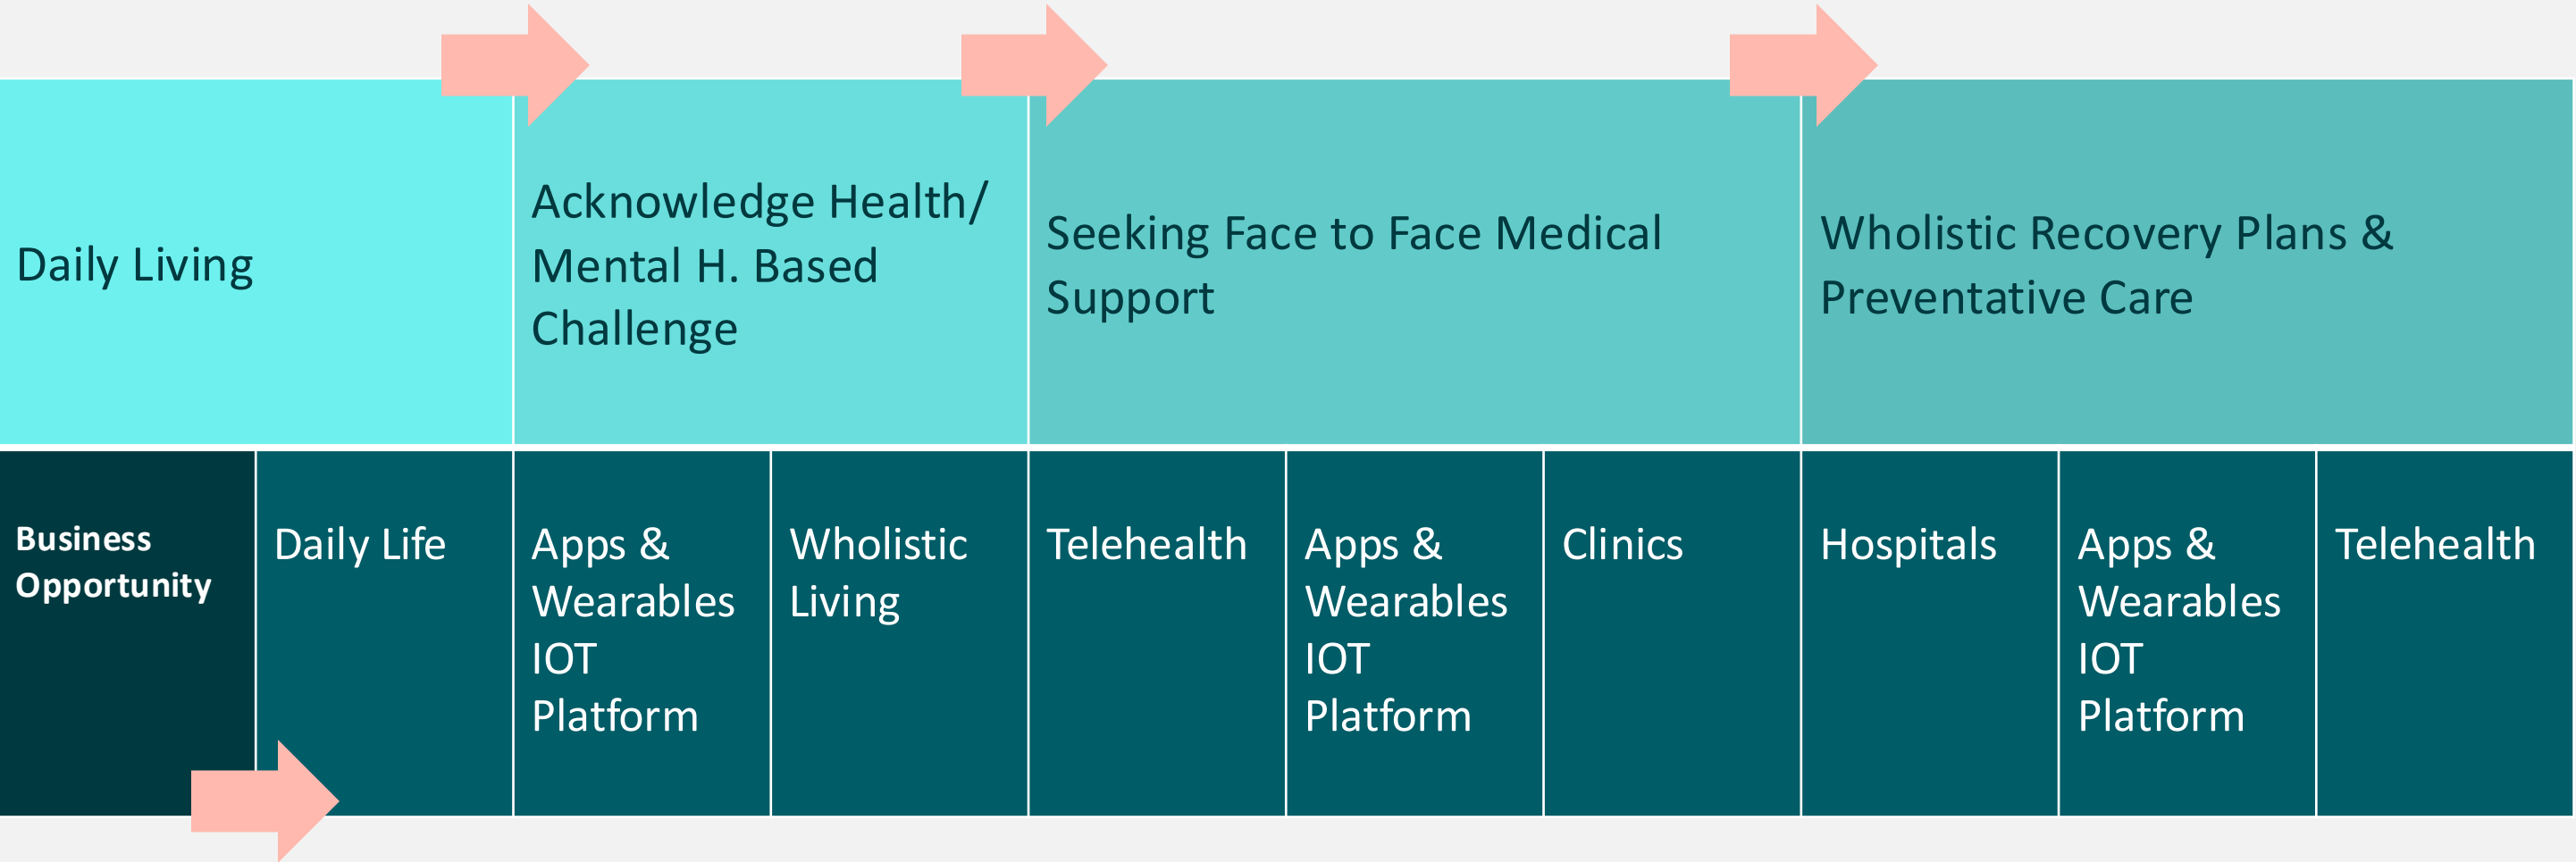 Daily Living
Acknowledge Health/
Mental H. Based
Challenge
Seeking Face to Face Medical
Support
Wholistic Recovery Plans &
Preventative Care
Business
Opportunity
Daily Life
Apps &
Wearables
IOT
Platform
Wholistic
Living
Telehealth
Apps &
Wearables
IOT
Platform
Clinics
Hospitals
Apps &
Wearables
IOT
Platform
Telehealth